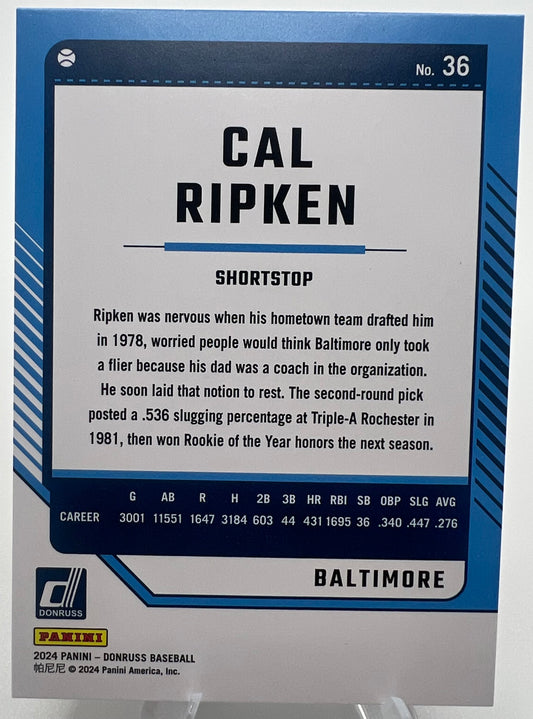 No. 36
CAL
RIPKEN
SHORTSTOP
Ripken was nervous when his hometown team drafted him
in 1978, worried people would think Baltimore only took
a flier because his dad was a coach in the organization.
He soon laid that notion to rest. The second-round pick
posted a .536 slugging percentage at Triple-A Rochester in
1981, then won Rookie of the Year honors the next season.
G AB R H 2B 3B HR RBI SB OBP SLG AVG
CAREER 3001 11551 1647 3184 603 44 431 1695 36 .340 .447 .276
BALTIMORE
DONRUSS
PANINI
2024 PANINI – DONRUSS BASEBALL
帕尼尼 © 2024 Panini America, Inc.